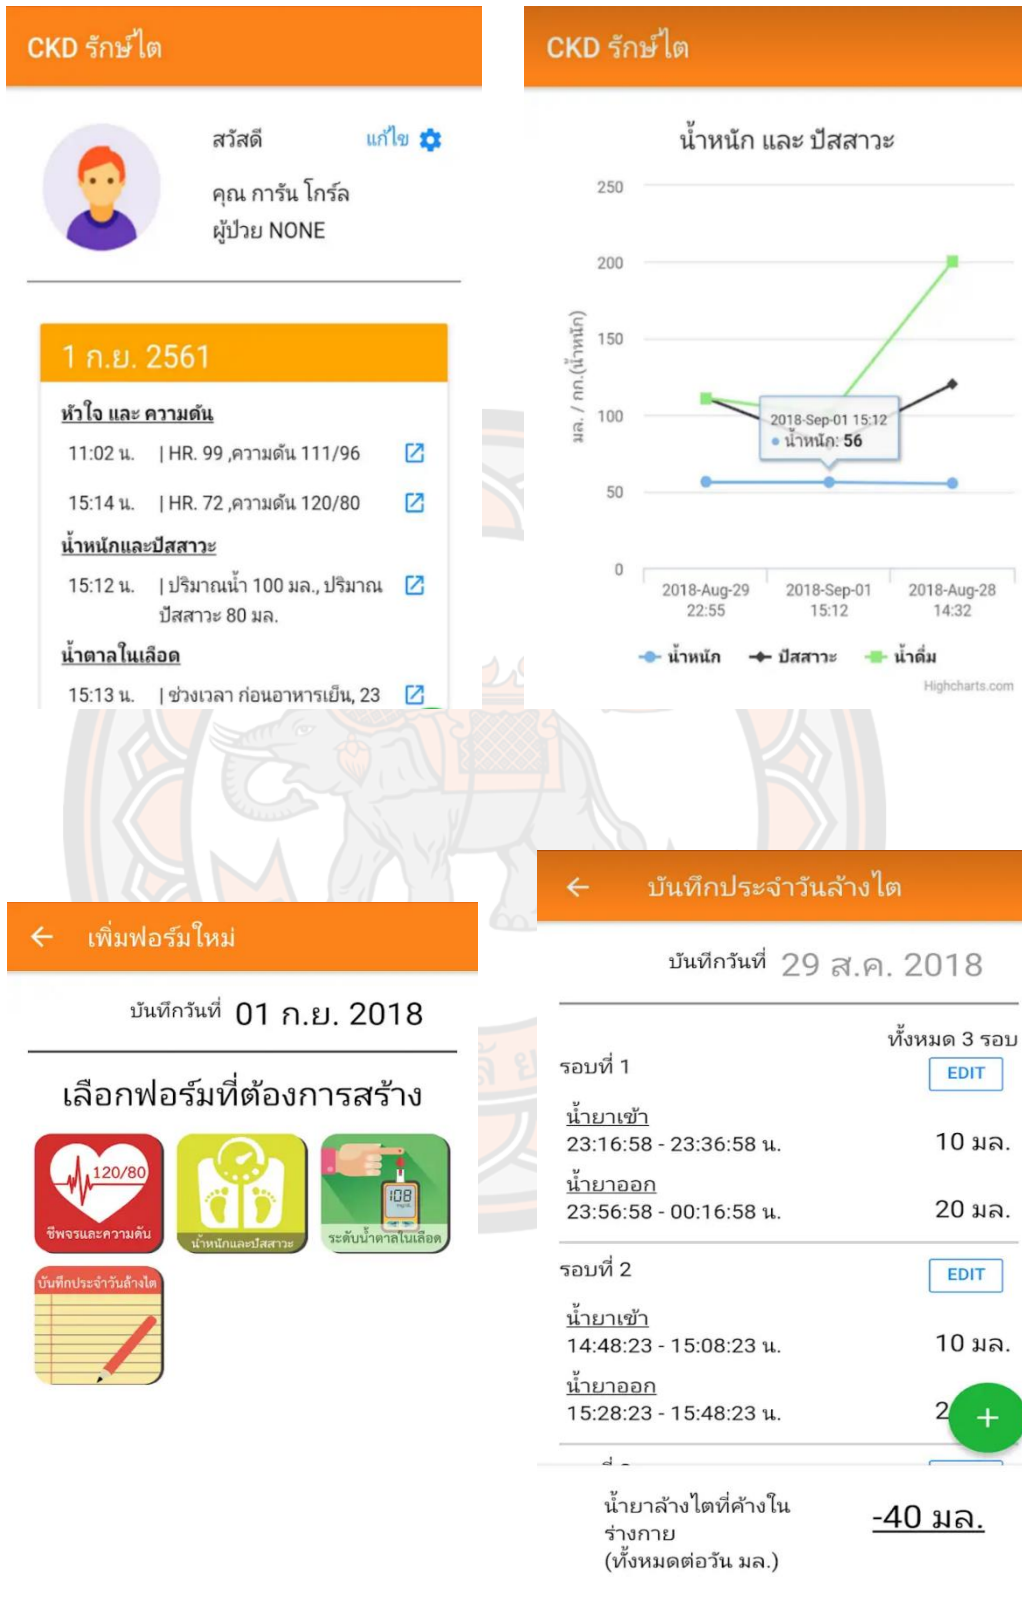 CKD รักษ์ไต
สวัสดี
แก้ไข
คุณ การัน โกร์ล
ผู้ป่วย NONE
1 ก.ย. 2561
หัวใจ และ ความดัน
11:02 น. | HR. 99 ,ความดัน 111/96
15:14 น. | HR. 72 ,ความดัน 120/80
น้ำหนักและปัสสาวะ
15:12 น. | ปริมาณน้ำ 100 มล., ปริมาณ
ปัสสาวะ 80 มล.
น้ำตาลในเลือด
15:13 น. | ช่วงเวลา ก่อนอาหารเย็น, 23
CKD รักษ์ไต
น้ำหนัก และ ปัสสาวะ
มล. / กก.(น้ำหนัก)
250
200
150
100
50
0
2018-Sep-01 15:12
น้ำหนัก: 56
2018-Aug-29
22:55
2018-Sep-01
15:12
2018-Aug-28
14:32
น้ำหนัก ปัสสาวะ น้ำดื่ม
Highcharts.com
เพิ่มฟอร์มใหม่
บันทึกวันที่ 01 ก.ย. 2018
เลือกฟอร์มที่ต้องการสร้าง
120/80
ชีพจรและความดัน
น้ำหนักและปัสสาวะ
108
ระดับน้ำตาลในเลือด
บันทึกประจำวันล้างไต
บันทึกประจำวันล้างไต
บันทึกวันที่ 29 ส.ค. 2018
ทั้งหมด 3 รอบ
รอบที่ 1
EDIT
น้ำยาเข้า
23:16:58 - 23:36:58 น. 10 มล.
น้ำยาออก
23:56:58 - 00:16:58 น. 20 มล.
รอบที่ 2
EDIT
น้ำยาเข้า
14:48:23 - 15:08:23 น. 10 มล.
น้ำยาออก
15:28:23 - 15:48:23 น. 2
+
น้ำยาล้างไตที่ค้างใน
ร่างกาย
(ทั้งหมดต่อวัน มล.)
-40 มล.